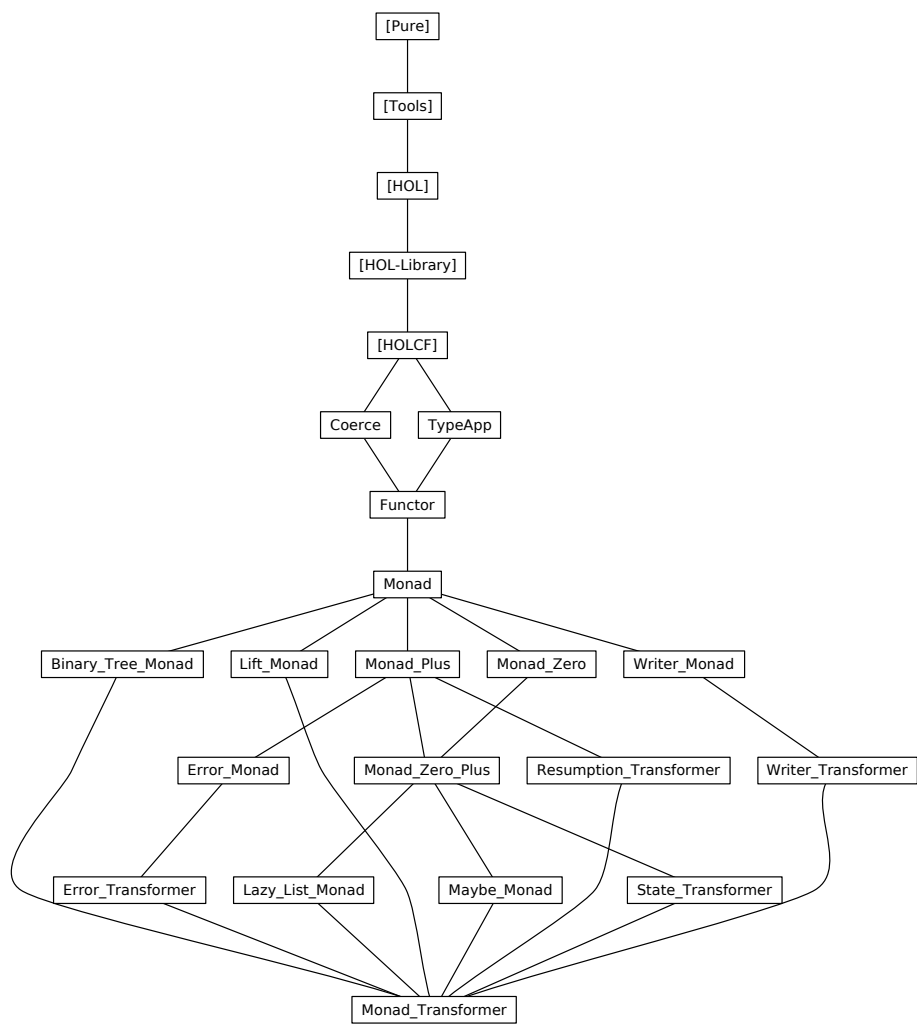 [Pure]
[Tools]
[HOL]
[HOL-Library]
[HOLCF]
Coerce
TypeApp
Functor
Monad
Binary_Tree_Monad
Lift_Monad
Monad_Plus
Monad_Zero
Writer_Monad
Error_Monad
Monad_Zero_Plus
Resumption_Transformer
Writer_Transformer
Error_Transformer
Lazy_List_Monad
Maybe_Monad
State_Transformer
Monad_Transformer